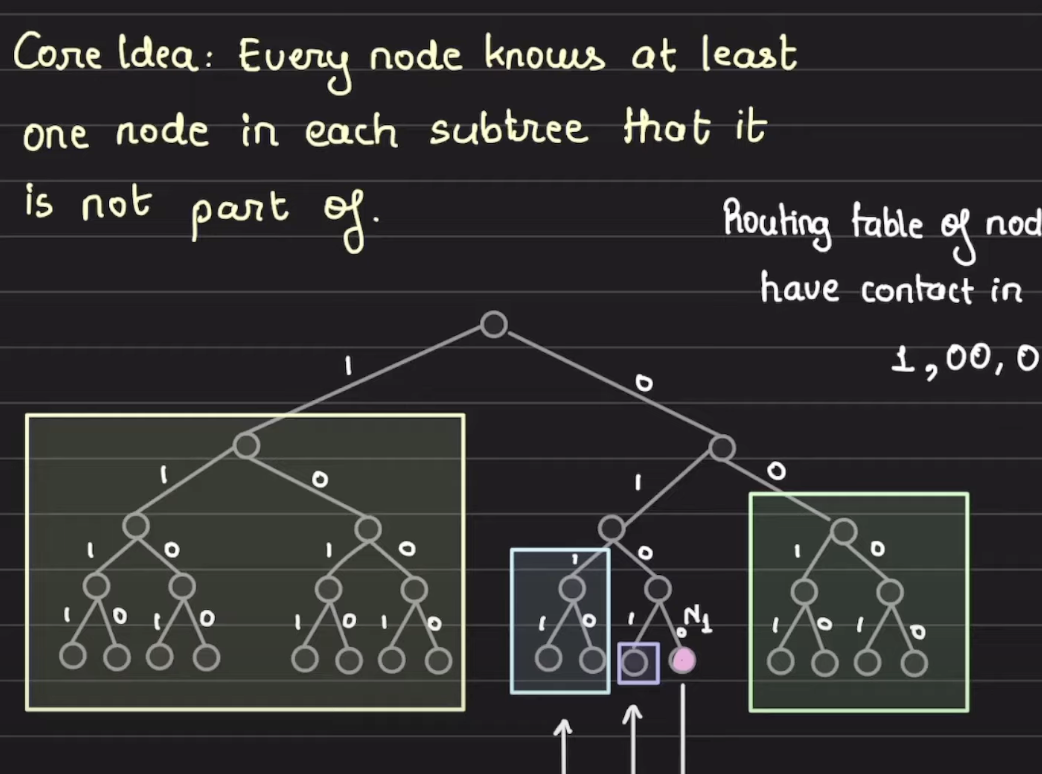 Core Idea: Every node knows at least
one node in each subtree that it
is not part of.
Routing table of nod
have contact in
1,00,0
1 0
1 0 1 0
1 0 1 0 1 0 1 0
1 0 1 0 1 0 1 0 1 0 1 0 1 0 1 0
N1